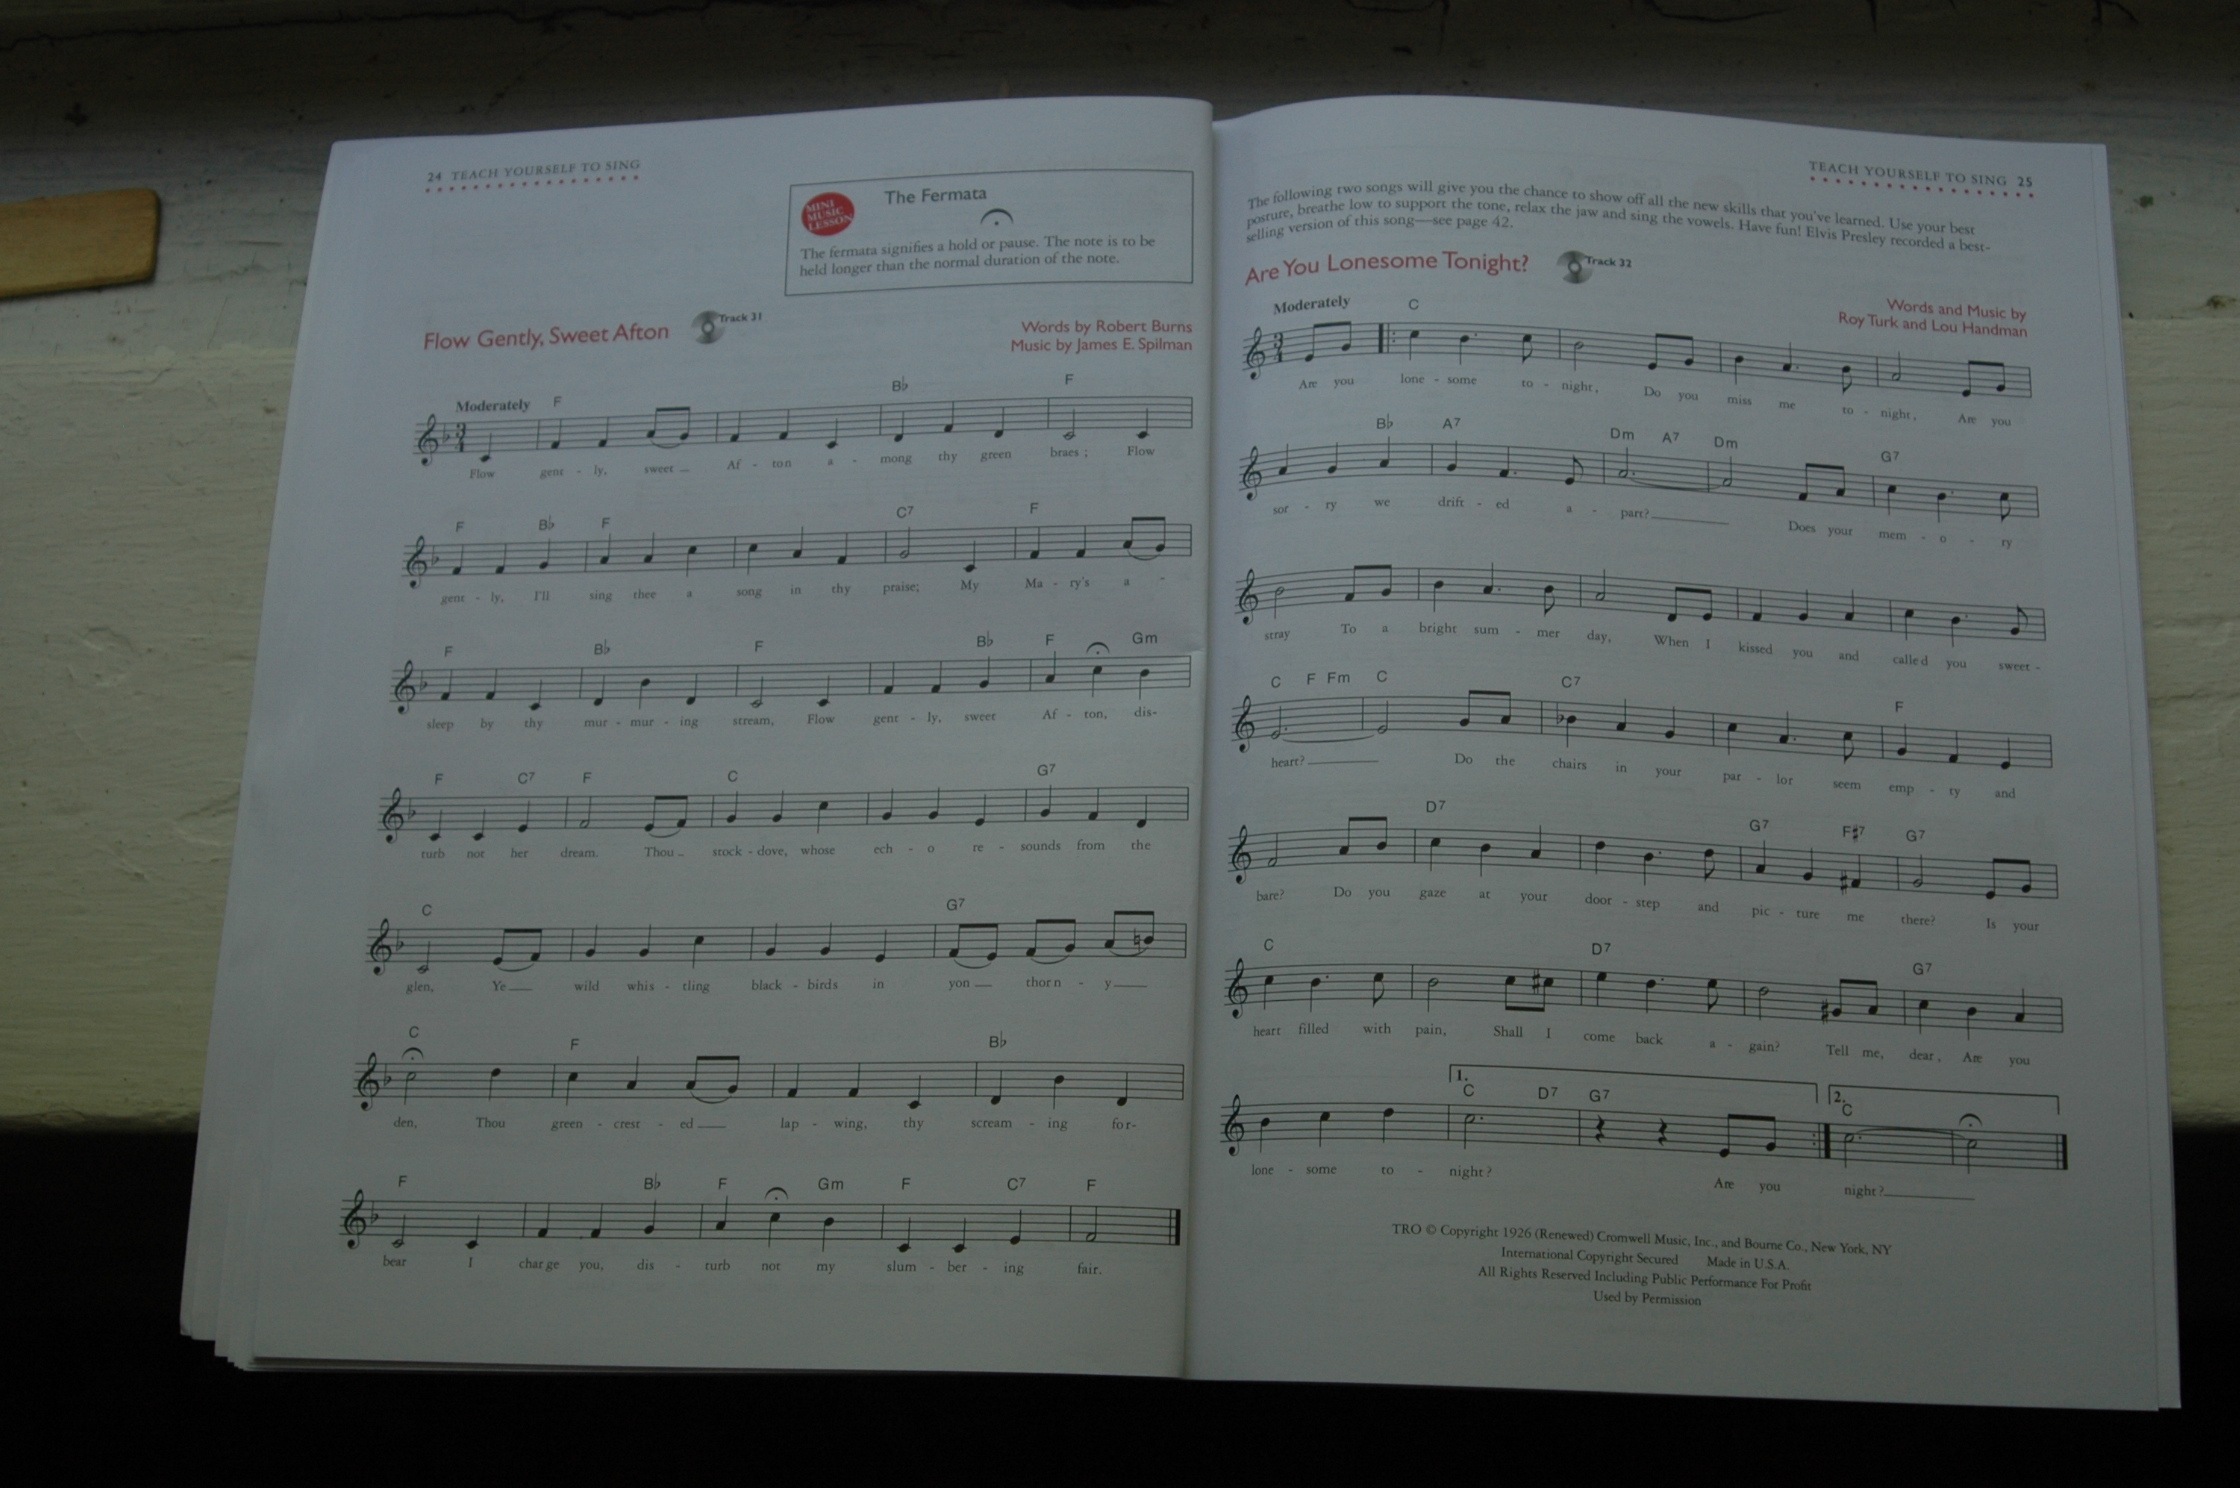 24 TEACH YOURSELF TO SING
MINI
MUSIC
LESSON
The Fermata
The fermata signifies a hold or pause. The note is to be
held longer than the normal duration of the note.
Flow Gently, Sweet Afton
Track 31
Words by Robert Burns
Music by James E. Spilman
Moderately F B♭ F
3
4
Flow gent - ly, sweet Af - ton a - mong thy green braes; Flow
F B♭ F C7 F
gent - ly, I'll sing thee a song in thy praise; My Ma - ry's a -
F B♭ F B♭ F Gm
sleep by thy mur - mur - ing stream, Flow gent - ly, sweet Af - ton, dis-
F C7 F C G7
turb not her dream. Thou stock - dove, whose ech - o re - sounds from the
C G7
glen, Ye wild whis - tling black - birds in yon thorn - y
C F B♭
den, Thou green - crest - ed lap - wing, thy scream - ing for-
F B♭ F Gm F C7 F
bear I charge you, dis - turb not my slum - ber - ing fair.
TEACH YOURSELF TO SING 25
The following two songs will give you the chance to show off all the new skills that you've learned. Use your best
posture, breathe low to support the tone, relax the jaw and sing the vowels. Have fun! Elvis Presley recorded a best-
selling version of this song—see page 42.
Are You Lonesome Tonight?
Track 32
Words and Music by
Roy Turk and Lou Handman
Moderately C
3
4
Are you lone - some to - night, Do you miss me to - night, Are you
B♭ A7 Dm A7 Dm G7
sor - ry we drift - ed a - part? Does your mem - o - ry
stray To a bright sum - mer day, When I kissed you and called you sweet -
C F Fm C C7 F
heart? Do the chairs in your par - lor seem emp - ty and
D7 G7 F♯7 G7
bare? Do you gaze at your door - step and pic - ture me there? Is your
C D7 G7
heart filled with pain, Shall I come back a - gain? Tell me, dear, Are you
1. 2.
C D7 G7 C
lone - some to - night? Are you night?
TRO © Copyright 1926 (Renewed) Cromwell Music, Inc., and Bourne Co., New York, NY
International Copyright Secured Made in U.S.A.
All Rights Reserved Including Public Performance For Profit
Used by Permission